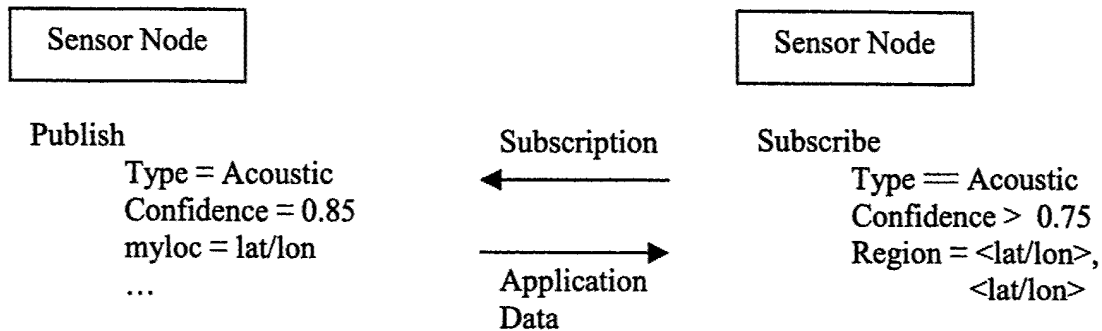 Sensor Node
Sensor Node
Publish
Type = Acoustic
Confidence = 0.85
myloc = lat/lon
...
Subscription
Application
Data
Subscribe
Type == Acoustic
Confidence > 0.75
Region = <lat/lon>,
<lat/lon>